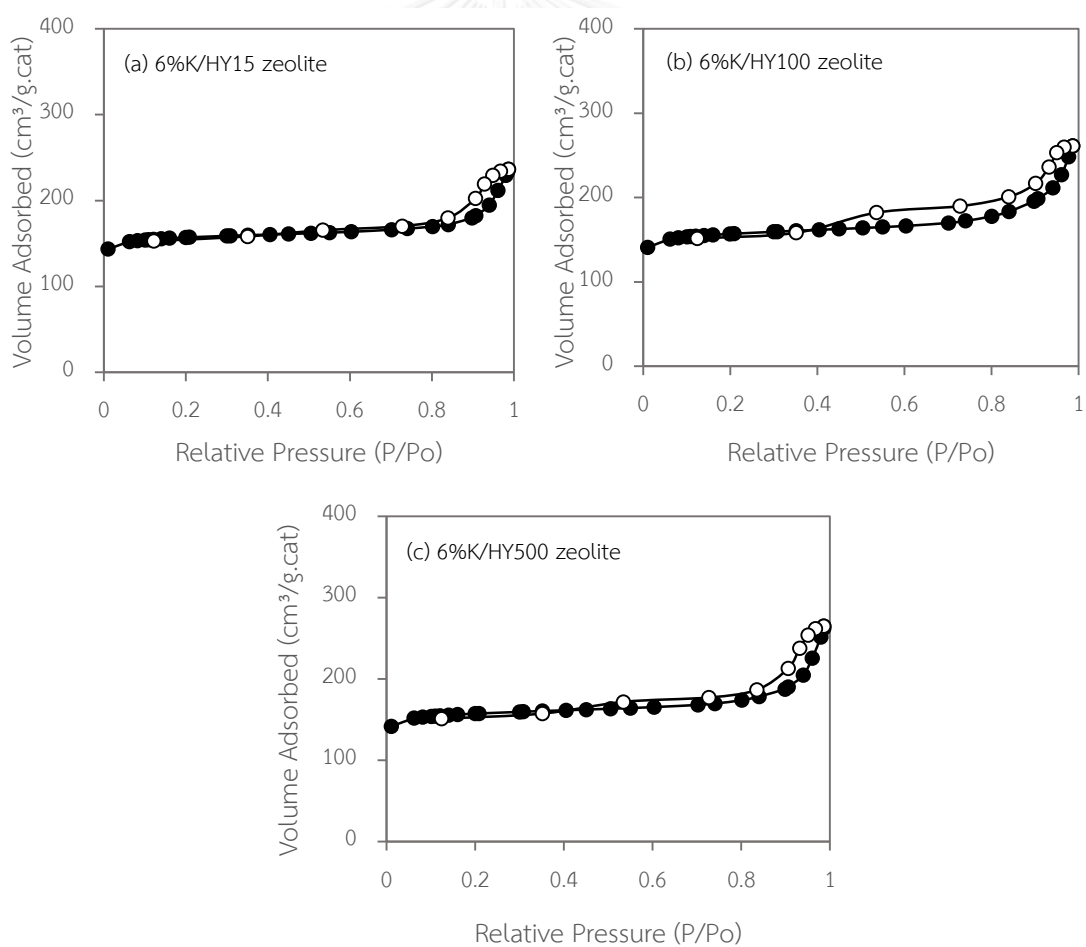 400
300
200
100
0
Volume Adsorbed (cm³/g.cat)
(a) 6%K/HY15 zeolite
0 0.2 0.4 0.6 0.8 1
Relative Pressure (P/Po)
400
300
200
100
0
Volume Adsorbed (cm³/g.cat)
(b) 6%K/HY100 zeolite
0 0.2 0.4 0.6 0.8 1
Relative Pressure (P/Po)
400
300
200
100
0
Volume Adsorbed (cm³/g.cat)
(c) 6%K/HY500 zeolite
0 0.2 0.4 0.6 0.8 1
Relative Pressure (P/Po)